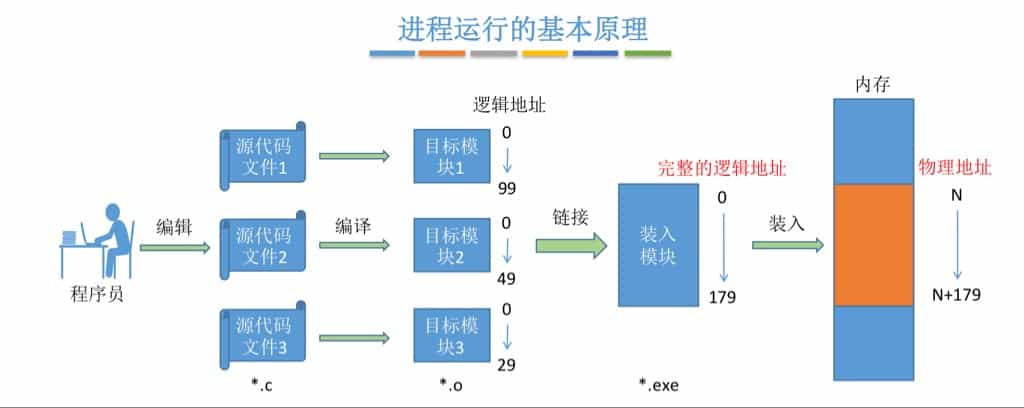 进程运行的基本原理
内存
逻辑地址
源代码
文件1
目标模
块1
0
99
完整的逻辑地址
物理地址
程序员
编辑
源代码
文件2
编译
目标模
块2
0
49
链接
装入
模块
0
179
装入
N
N+179
源代码
文件3
目标模
块3
0
29
*.c
*.o
*.exe